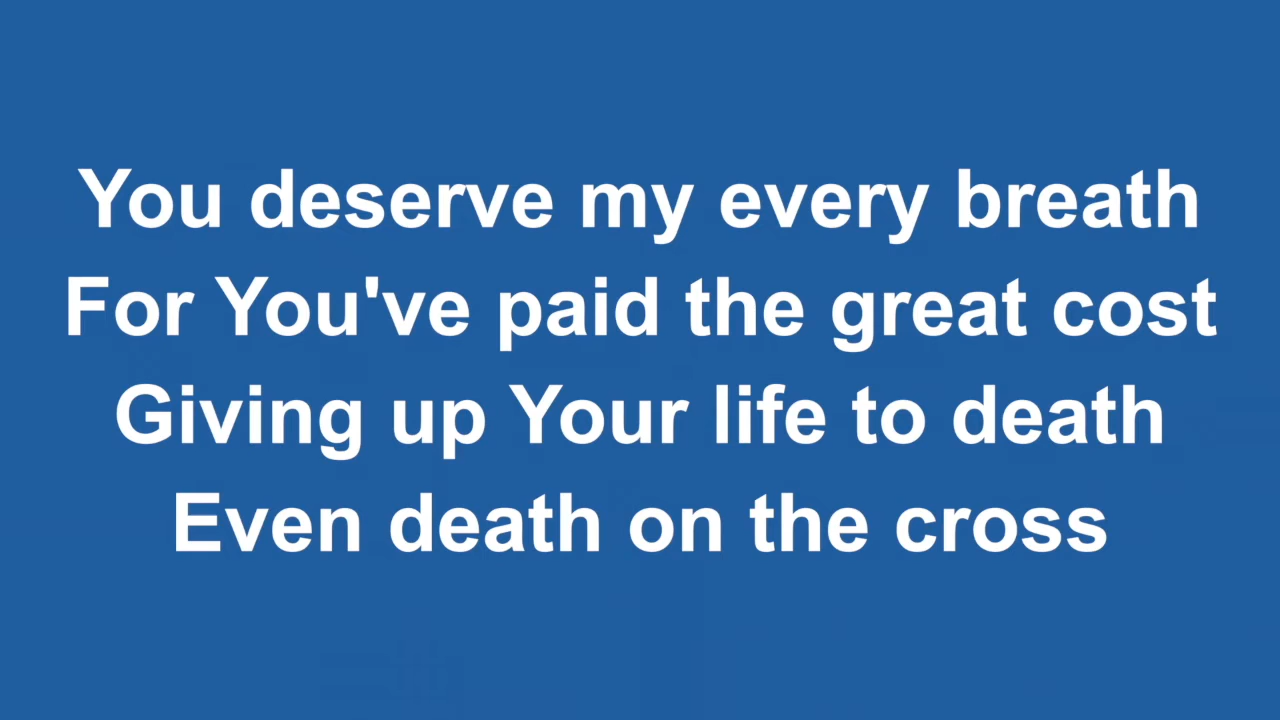 You deserve my every breath
For You've paid the great cost
Giving up Your life to death
Even death on the cross